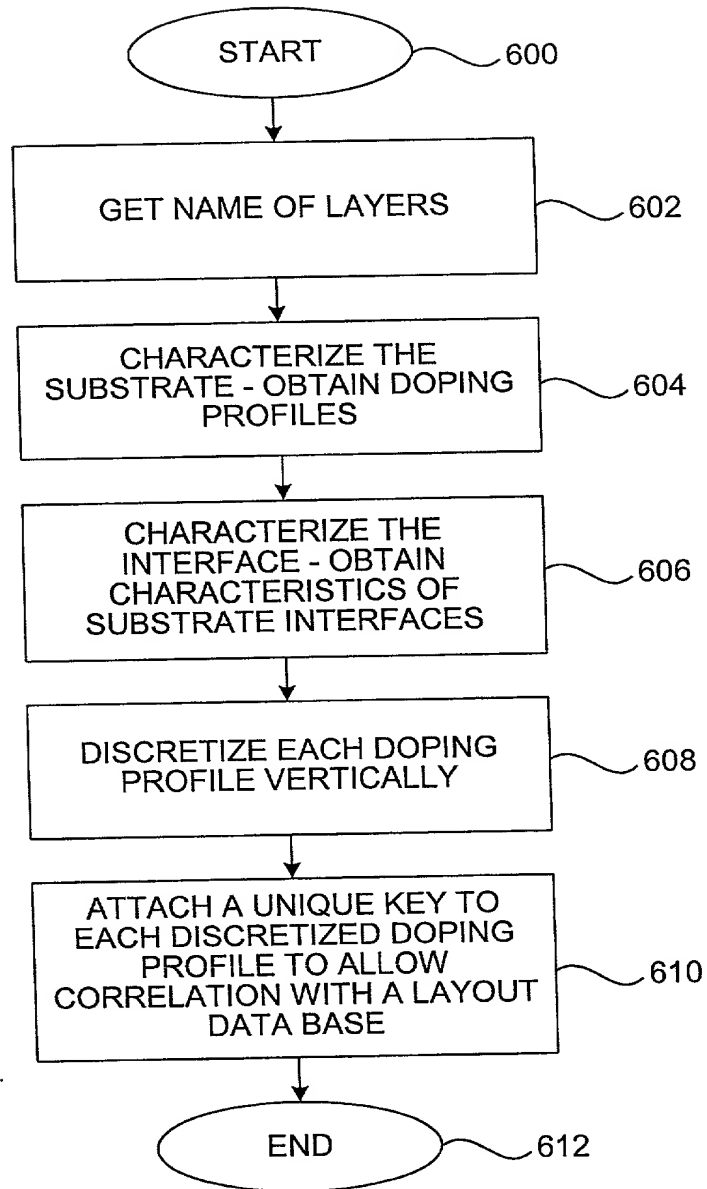 START
600
GET NAME OF LAYERS
602
CHARACTERIZE THE
SUBSTRATE - OBTAIN DOPING
PROFILES
604
CHARACTERIZE THE
INTERFACE - OBTAIN
CHARACTERISTICS OF
SUBSTRATE INTERFACES
606
DISCRETIZE EACH DOPING
PROFILE VERTICALLY
608
ATTACH A UNIQUE KEY TO
EACH DISCRETIZED DOPING
PROFILE TO ALLOW
CORRELATION WITH A LAYOUT
DATA BASE
610
END
612